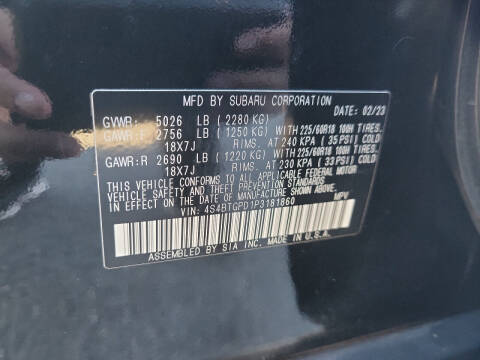 MFD BY SUBARU CORPORATION
DATE: 02/23
GVWR: 5026 LB (2280 KG)
GAWR:F 2756 LB (1250 KG) WITH 225/60R18 100H TIRES.
18X7J RIMS. AT 240 KPA (35 PSI) COLD
GAWR:R 2690 LB (1220 KG) WITH 225/60R18 100H TIRES.
18X7J RIMS. AT 230 KPA (33 PSI) COLD
THIS VEHICLE CONFORMS TO ALL APPLICABLE FEDERAL MOTOR
VEHICLE SAFETY AND THEFT PREVENTION STANDARDS
IN EFFECT ON THE DATE OF MANUFACTURE SHOWN ABOVE.
VIN: 4S4BTGPD1P3181860 MPV
ASSEMBLED BY SIA INC. MADE IN U.S.A.